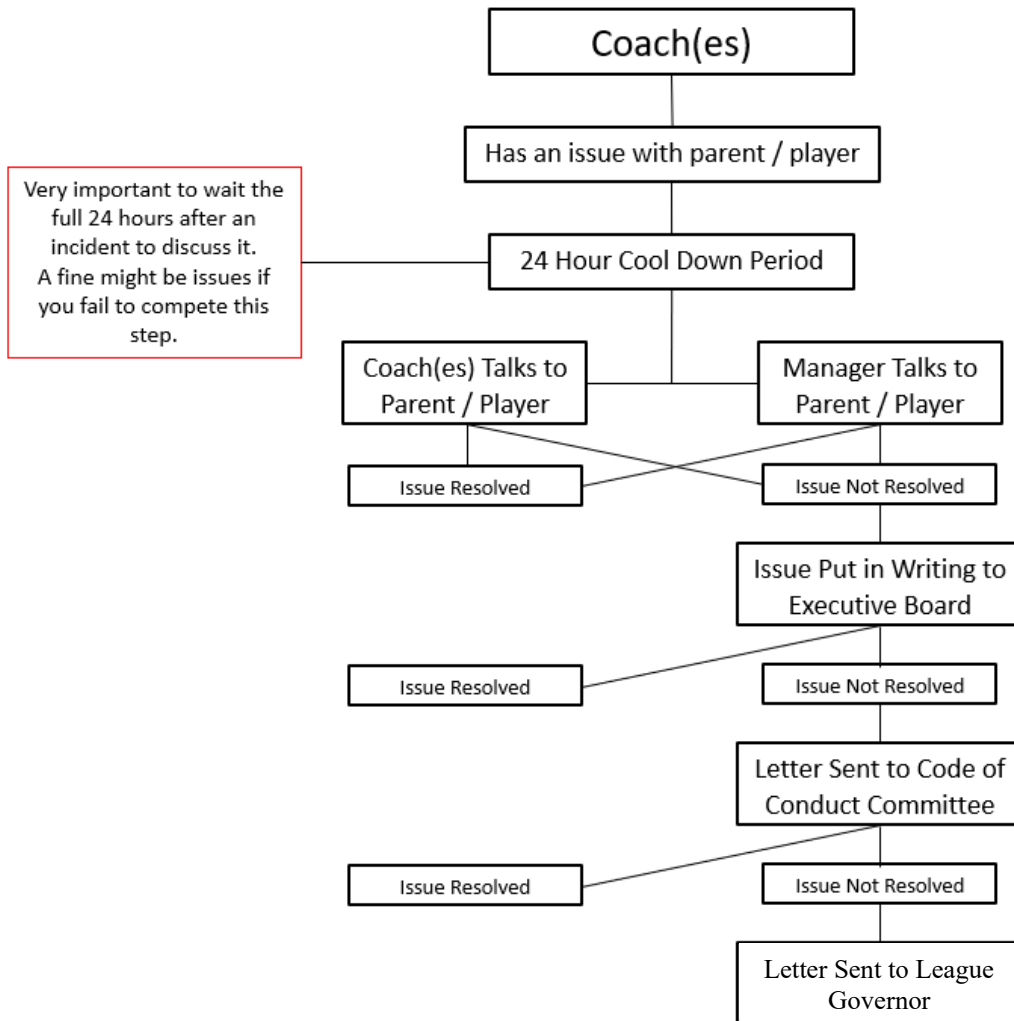 Coach(es)
Has an issue with parent / player
Very important to wait the
full 24 hours after an
incident to discuss it.
A fine might be issues if
you fail to compete this
step.
24 Hour Cool Down Period
Coach(es) Talks to
Parent / Player
Manager Talks to
Parent / Player
Issue Resolved
Issue Not Resolved
Issue Put in Writing to
Executive Board
Issue Resolved
Issue Not Resolved
Letter Sent to Code of
Conduct Committee
Issue Resolved
Issue Not Resolved
Letter Sent to League
Governor